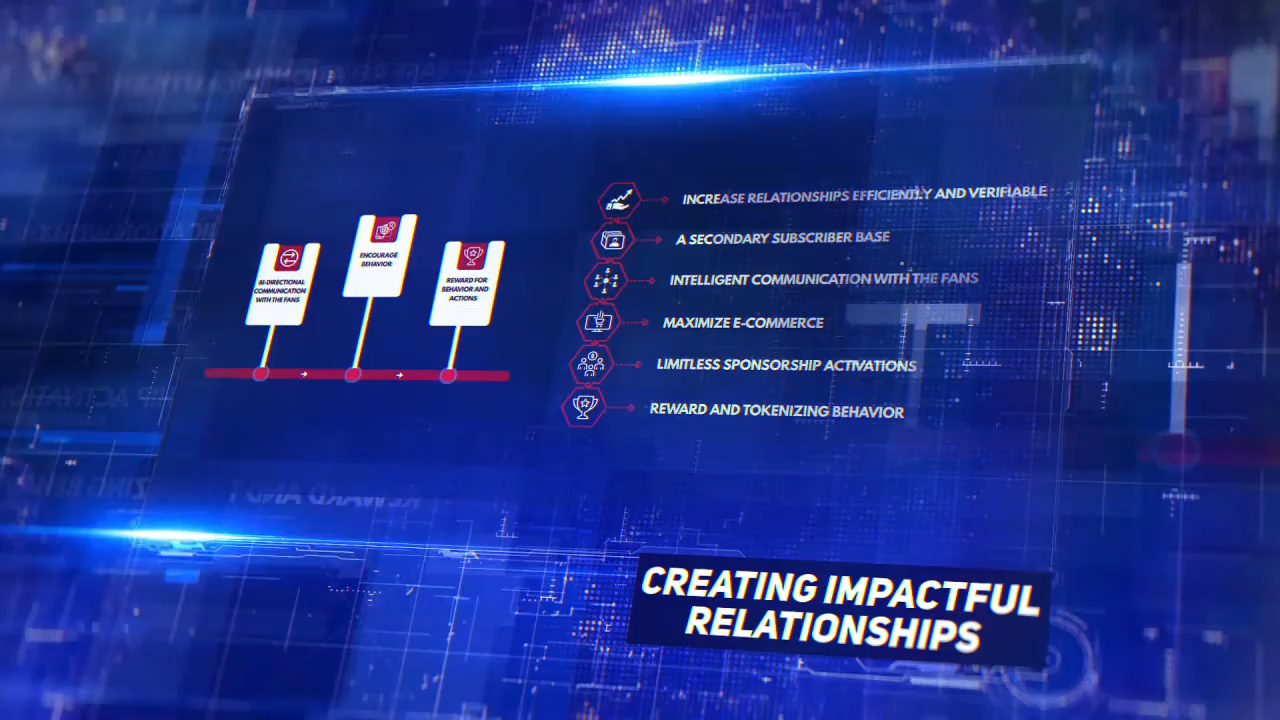 BI-DIRECTIONAL
COMMUNICATION
WITH THE FANS
ENCOURAGE
BEHAVIOR
REWARD FOR
BEHAVIOR AND
ACTIONS
INCREASE RELATIONSHIPS EFFICIENTLY AND VERIFIABLE
A SECONDARY SUBSCRIBER BASE
INTELLIGENT COMMUNICATION WITH THE FANS
MAXIMIZE E-COMMERCE
LIMITLESS SPONSORSHIP ACTIVATIONS
REWARD AND TOKENIZING BEHAVIOR
CREATING IMPACTFUL
RELATIONSHIPS